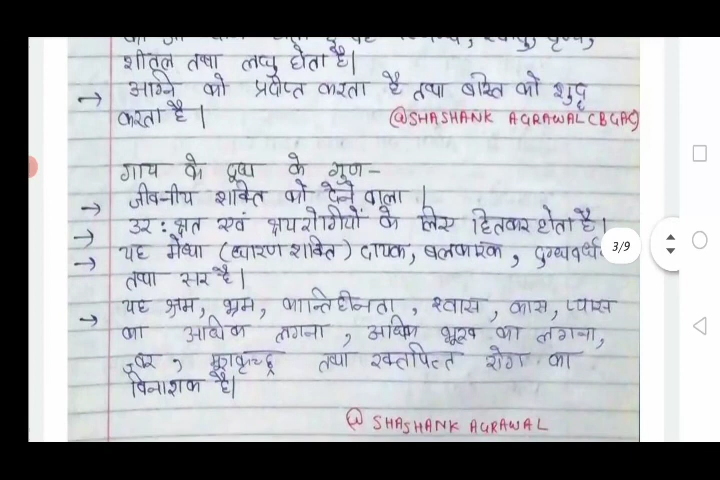 शीतल तथा लघु होता है।
→ अग्नि को प्रदीप्त करता है तथा बस्ति को शुद्ध
करता है।
@SHASHANK AGRAWAL(BGAC)
गाय के दूध के गुण–
→ जीवनीय शक्ति को देने वाला।
→ उर:क्षत एवं क्षयरोगियों के लिए हितकर होता है।
→ यह मेधा (धारण शक्ति) दायक, बलकारक, दुग्धवर्धक
3/9
तथा सर है।
→ यह श्रम, भ्रम, कान्तिहीनता, श्वास, कास, प्यास
का अधिक लगना, अधिक भूख का लगना,
ज्वर, मूत्रकृच्छ्र तथा रक्तपित्त रोग का
विनाशक है।
@ SHASHANK AGRAWAL